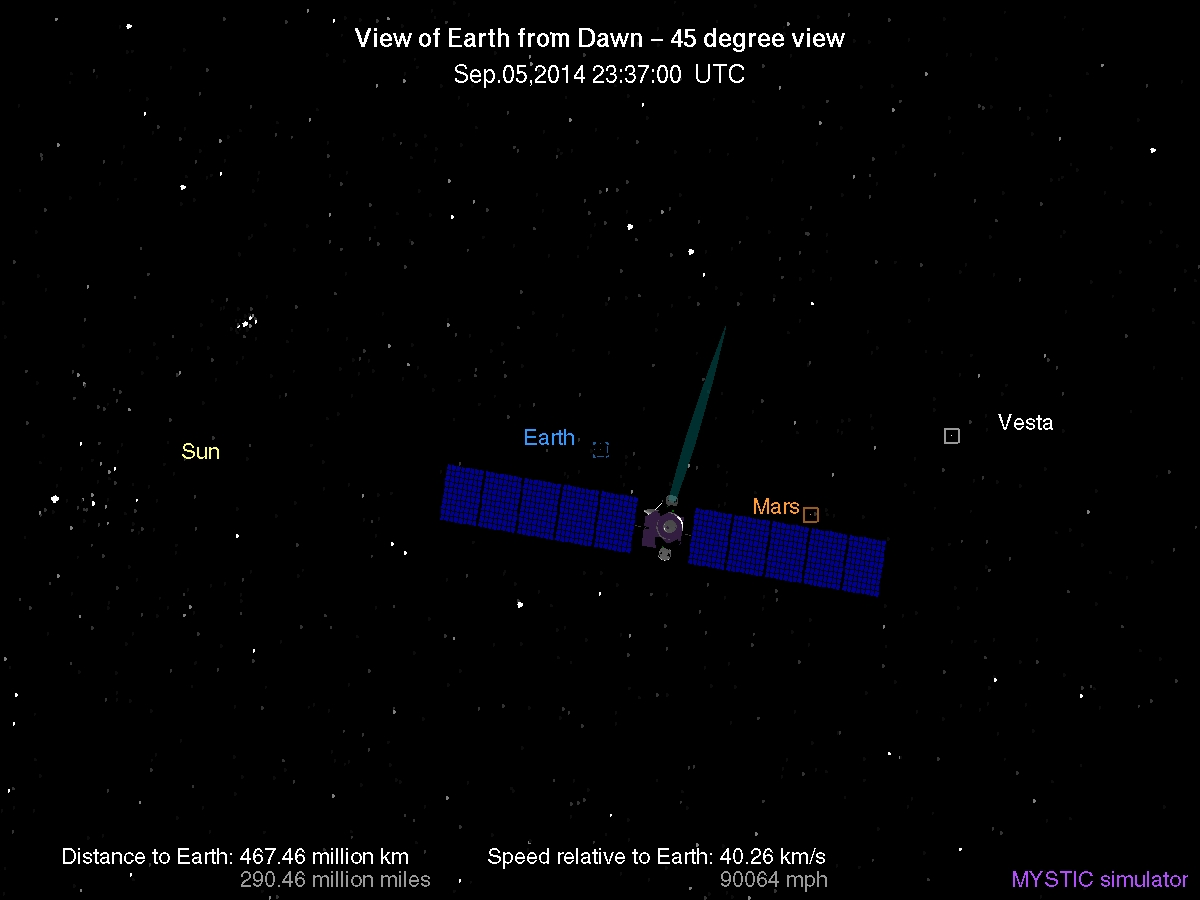 View of Earth from Dawn – 45 degree view
Sep.05,2014 23:37:00 UTC
Vesta
Earth
Sun
Mars
Distance to Earth: 467.46 million km
290.46 million miles
Speed relative to Earth: 40.26 km/s
90064 mph
MYSTIC simulator